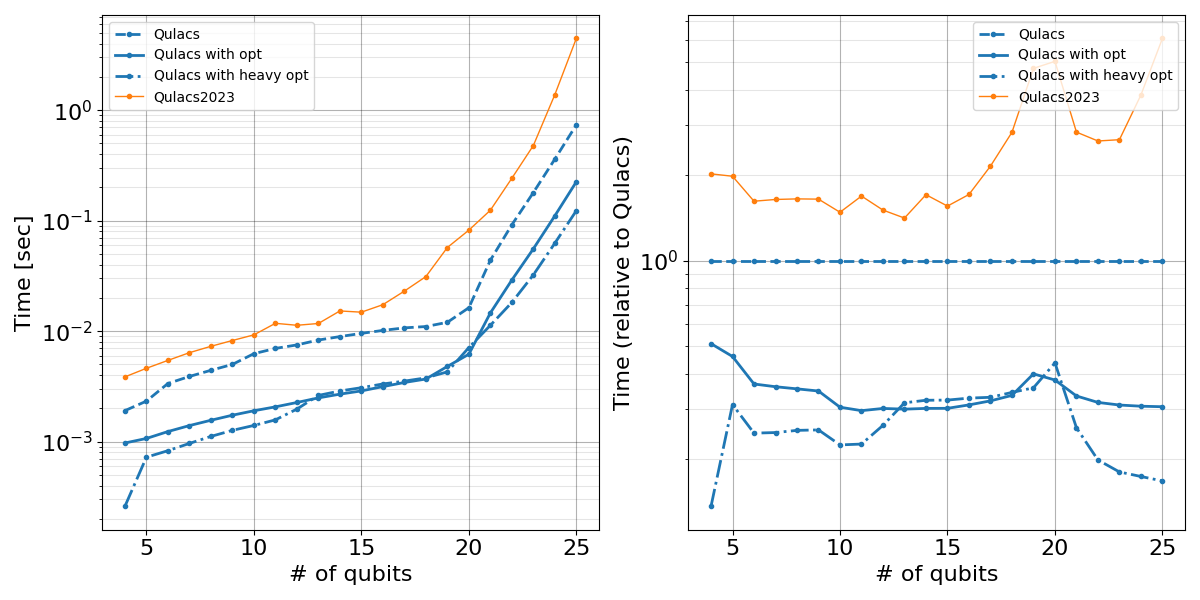 Time [sec]
10⁰
10⁻¹
10⁻²
10⁻³
Qulacs
Qulacs with opt
Qulacs with heavy opt
Qulacs2023
5 10 15 20 25
# of qubits
Time (relative to Qulacs)
10⁰
Qulacs
Qulacs with opt
Qulacs with heavy opt
Qulacs2023
5 10 15 20 25
# of qubits